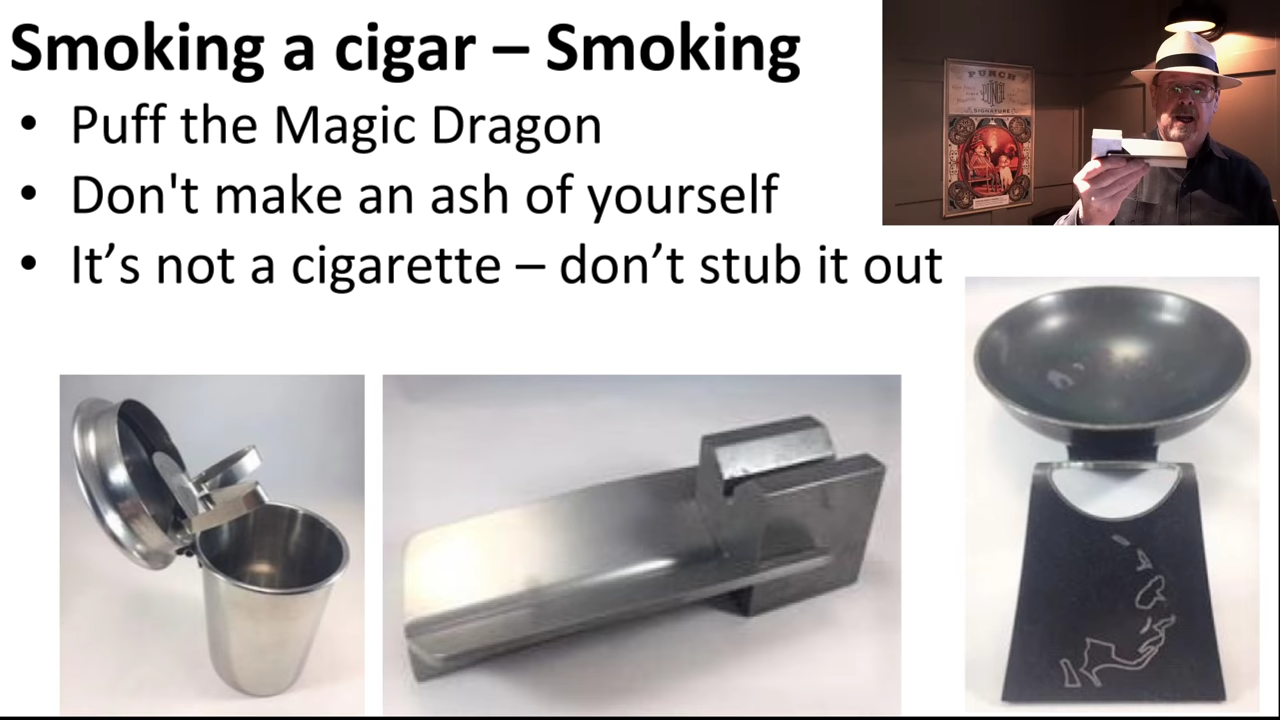 Smoking a cigar – Smoking
• Puff the Magic Dragon
• Don't make an ash of yourself
• It’s not a cigarette – don’t stub it out
PUNCH
SIGNATURE